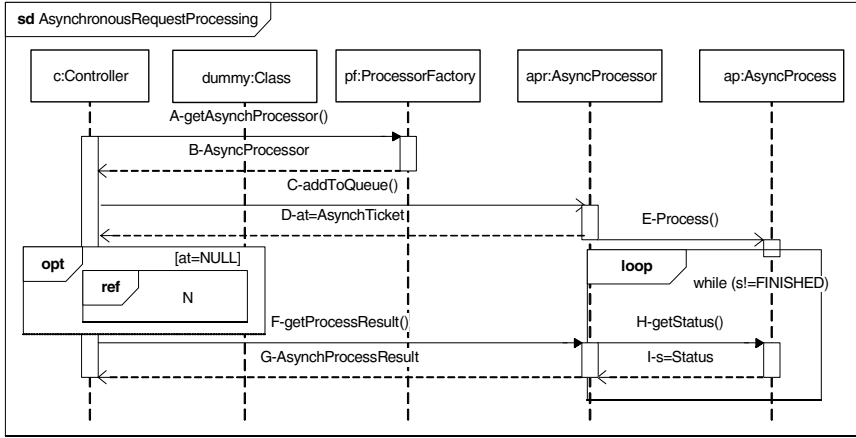 sd AsynchronousRequestProcessing
c:Controller
dummy:Class
pf:ProcessorFactory
apr:AsyncProcessor
ap:AsyncProcess
A-getAsynchProcessor()
B-AsyncProcessor
C-addToQueue()
D-at=AsynchTicket
E-Process()
opt
[at=NULL]
ref
N
loop
while (s!=FINISHED)
F-getProcessResult()
H-getStatus()
G-AsynchProcessResult
I-s=Status